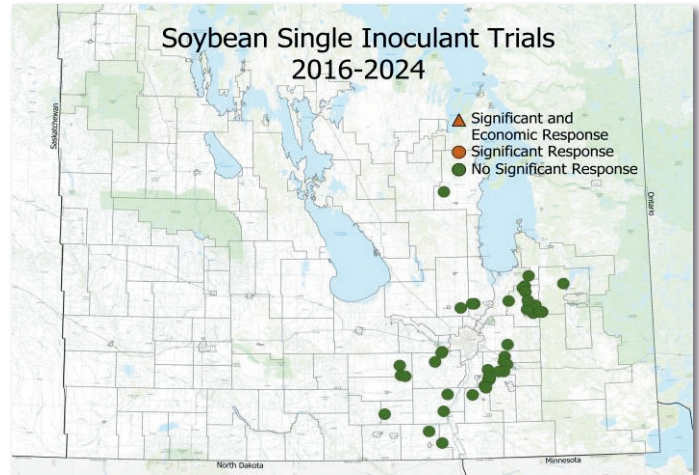 Soybean Single Inoculant Trials
2016-2024
Significant and
Economic Response
Significant Response
No Significant Response
Saskatchewan
Ontario
North Dakota
Minnesota